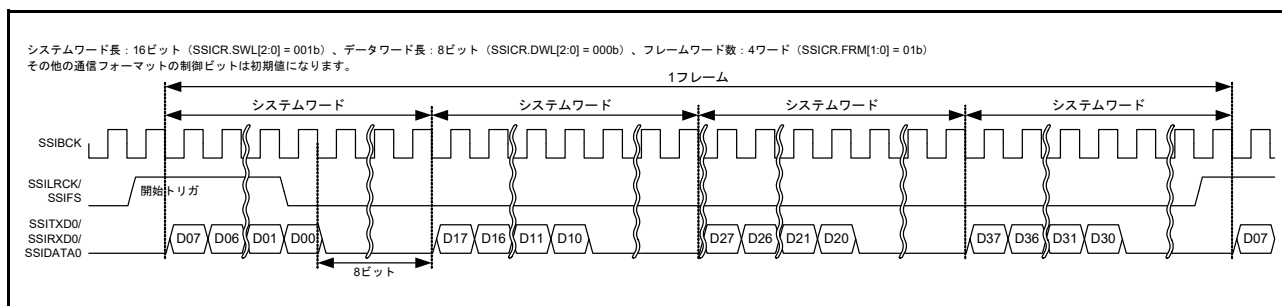 システムワード長：16ビット（SSICR.SWL[2:0] = 001b）、データワード長：8ビット（SSICR.DWL[2:0] = 000b）、フレームワード数：4ワード（SSICR.FRM[1:0] = 01b）
その他の通信フォーマットの制御ビットは初期値になります。
1フレーム
システムワード システムワード システムワード システムワード
SSIBCK
SSILRCK/
SSIFS
開始トリガ
SSITXD0/
SSIRXD0/
SSIDATA0
D07 D06 D01 D00 D17 D16 D11 D10 D27 D26 D21 D20 D37 D36 D31 D30 D07
8ビット